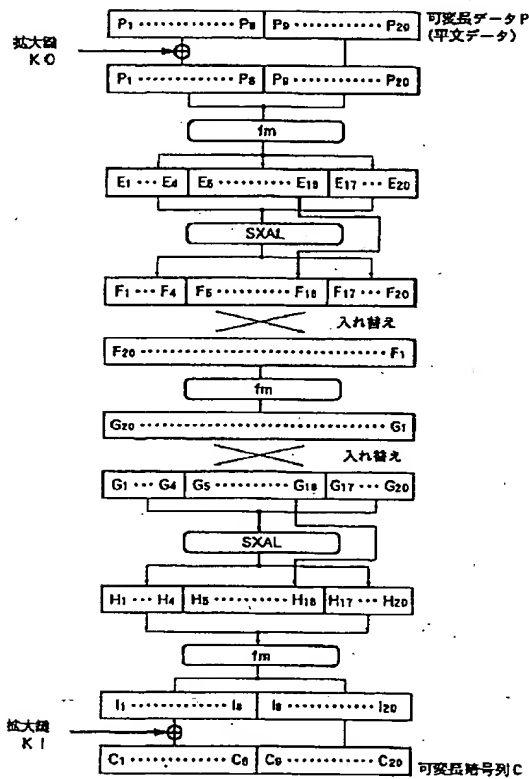 P1 ・・・・・・・・・・ P8 P9 ・・・・・・・・・・ P20
可変長データP
(平文データ)
拡大鍵
K0
P1 ・・・・・・・・・・ P8 P9 ・・・・・・・・・・ P20
fm
E1 ・・・ E4 E5 ・・・・・・・・・・ E16 E17 ・・・ E20
SXAL
F1 ・・・ F4 F5 ・・・・・・・・・・ F16 F17 ・・・ F20
入れ替え
F20 ・・・・・・・・・・・・・・・・・・・・ F1
fm
G20 ・・・・・・・・・・・・・・・・・・・・ G1
入れ替え
G1 ・・・ G4 G5 ・・・・・・・・・・ G16 G17 ・・・ G20
SXAL
H1 ・・・ H4 H5 ・・・・・・・・・・ H16 H17 ・・・ H20
fm
I1 ・・・・・・・・・・ I8 I9 ・・・・・・・・・・ I20
拡大鍵
KI
C1 ・・・・・・・・・・ C8 C9 ・・・・・・・・・・ C20
可変長暗号列C